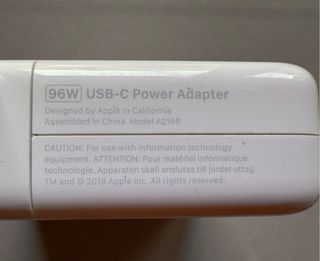 96W USB-C Power Adapter
Designed by Apple in California
Assembled in China Model A2166
CAUTION: For use with information technology
equipment. ATTENTION: Pour matériel informatique
technologie. Apparaten skall anslutas till jordat uttag.
TM and © 2019 Apple Inc. All rights reserved.